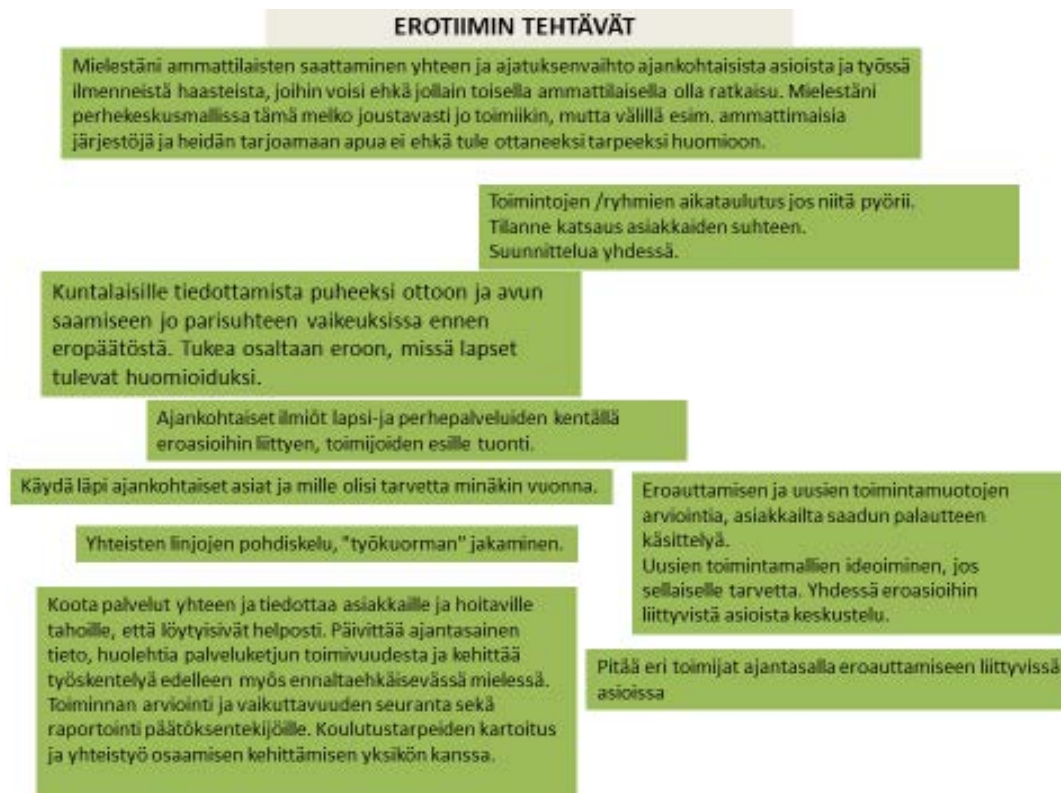 EROTIIMIN TEHTÄVÄT
Mielestäni ammattilaisten saattaminen yhteen ja ajatuksenvaihto ajankohtaisista asioista ja työssä
ilmenneistä haasteista, joihin voisi ehkä jollain toisella ammattilaisella olla ratkaisu. Mielestäni
perhekeskusmallissa tämä melko joustavasti jo toimiikin, mutta välillä esim. ammattimaisia
järjestöjä ja heidän tarjoamaan apua ei ehkä tule ottaneeksi tarpeeksi huomioon.
Toimintojen /ryhmien aikataulutus jos niitä pyörii.
Tilanne katsaus asiakkaiden suhteen.
Suunnittelua yhdessä.
Kuntalaisille tiedottamista puheeksi ottoon ja avun
saamiseen jo parisuhteen vaikeuksissa ennen
eropäätöstä. Tukea osaltaan eroon, missä lapset
tulevat huomioiduksi.
Ajankohtaiset ilmiöt lapsi-ja perhepalveluiden kentällä
eroasioihin liittyen, toimijoiden esille tuonti.
Käydä läpi ajankohtaiset asiat ja mille olisi tarvetta minäkin vuonna.
Yhteisten linjojen pohdiskelu, "työkuorman" jakaminen.
Eroauttamisen ja uusien toimintamuotojen
arviointia, asiakkailta saadun palautteen
käsittelyä.
Uusien toimintamallien ideoiminen, jos
sellaiselle tarvetta. Yhdessä eroasioihin
liittyvistä asioista keskustelu.
Koota palvelut yhteen ja tiedottaa asiakkaille ja hoitaville
tahoille, että löytyisivät helposti. Päivittää ajantasainen
tieto, huolehtia palveluketjun toimivuudesta ja kehittää
työskentelyä edelleen myös ennaltaehkäisevässä mielessä.
Toiminnan arviointi ja vaikuttavuuden seuranta sekä
raportointi päätöksentekijöille. Koulutustarpeiden kartoitus
ja yhteistyö osaamisen kehittämisen yksikön kanssa.
Pitää eri toimijat ajantasalla eroauttamiseen liittyvissä
asioissa